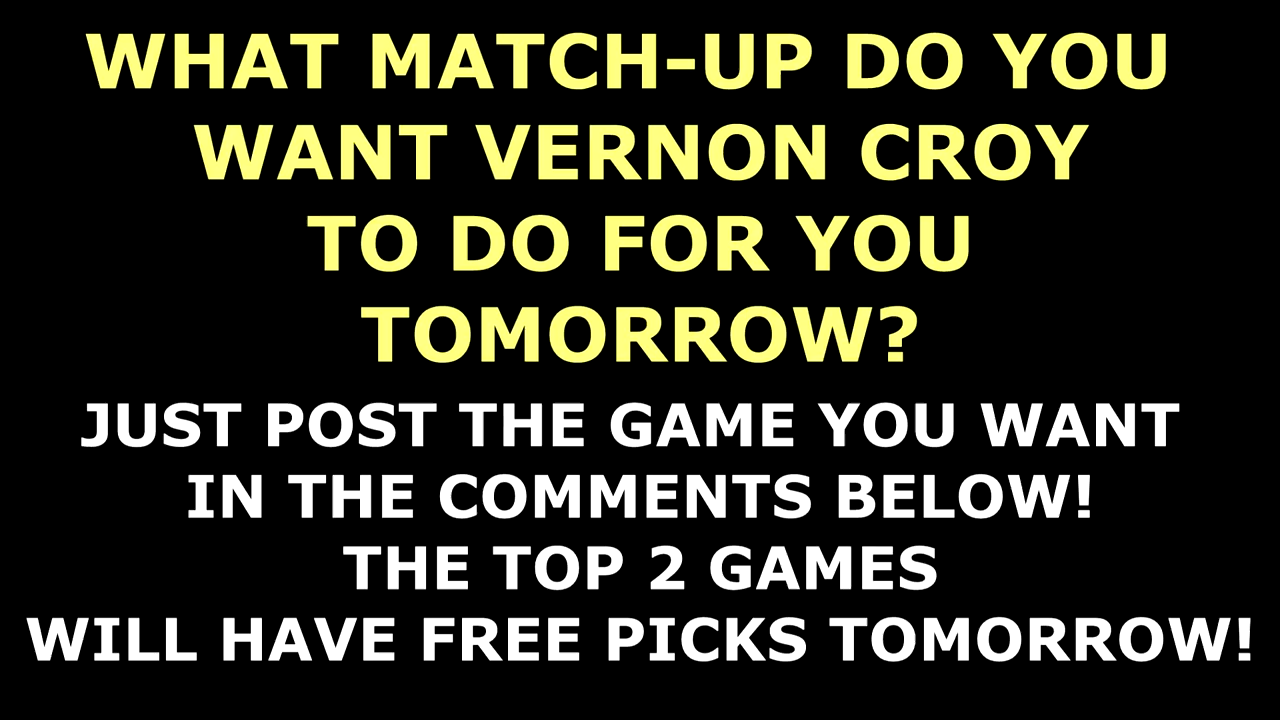 WHAT MATCH-UP DO YOU
WANT VERNON CROY
TO DO FOR YOU
TOMORROW?
JUST POST THE GAME YOU WANT
IN THE COMMENTS BELOW!
THE TOP 2 GAMES
WILL HAVE FREE PICKS TOMORROW!